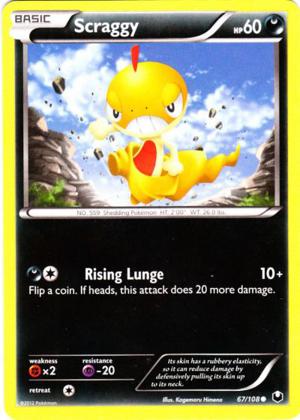 BASIC
Scraggy
HP60
NO. 559 Shedding Pokémon HT: 2'00" WT: 26.0 lbs.
Rising Lunge 10+
Flip a coin. If heads, this attack does 20 more damage.
weakness
×2
resistance
-20
retreat
Its skin has a rubbery elasticity,
so it can reduce damage by
defensively pulling its skin up
to its neck.
Illus. Kagemaru Himeno
67/108
©2012 Pokémon